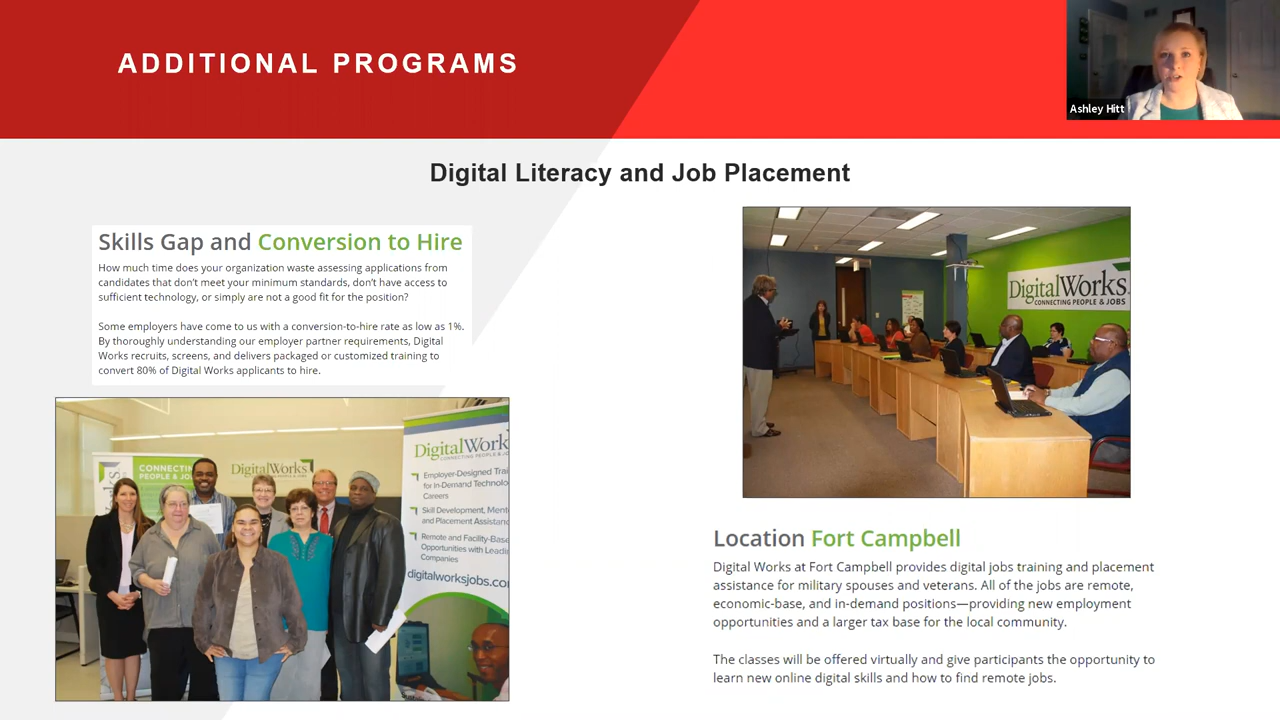 ADDITIONAL PROGRAMS
Ashley Hitt
Digital Literacy and Job Placement
Skills Gap and Conversion to Hire
How much time does your organization waste assessing applications from
candidates that don't meet your minimum standards, don't have access to
sufficient technology, or simply are not a good fit for the position?
Some employers have come to us with a conversion-to-hire rate as low as 1%.
By thoroughly understanding our employer partner requirements, Digital
Works recruits, screens, and delivers packaged or customized training to
convert 80% of Digital Works applicants to hire.
DigitalWorks
CONNECTING PEOPLE & JOBS
CONNECTING
PEOPLE & JO
DigitalWorks
DigitalWork
CONNECTING PEOPLE & J
Employer-Designed Trai
for In-Demand Technolo
Careers
Skill Development, Ment
and Placement Assistanc
Remote and Facility-Base
Opportunities with Leadi
Companies
digitalworksjobs.co
Location Fort Campbell
Digital Works at Fort Campbell provides digital jobs training and placement
assistance for military spouses and veterans. All of the jobs are remote,
economic-base, and in-demand positions—providing new employment
opportunities and a larger tax base for the local community.
The classes will be offered virtually and give participants the opportunity to
learn new online digital skills and how to find remote jobs.